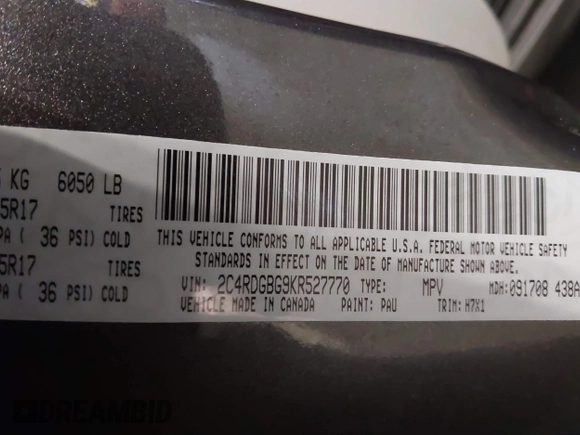 KG 6050 LB
5R17 TIRES
PA ( 36 PSI) COLD
5R17 TIRES
PA ( 36 PSI) COLD
THIS VEHICLE CONFORMS TO ALL APPLICABLE U.S.A. FEDERAL MOTOR VEHICLE SAFETY
STANDARDS IN EFFECT ON THE DATE OF MANUFACTURE SHOWN ABOVE.
VIN: 2C4RDGBG9KR527770 TYPE: MPV MDH: 091708 438A
VEHICLE MADE IN CANADA PAINT: PAU TRIM: H7X1
DREAMBID